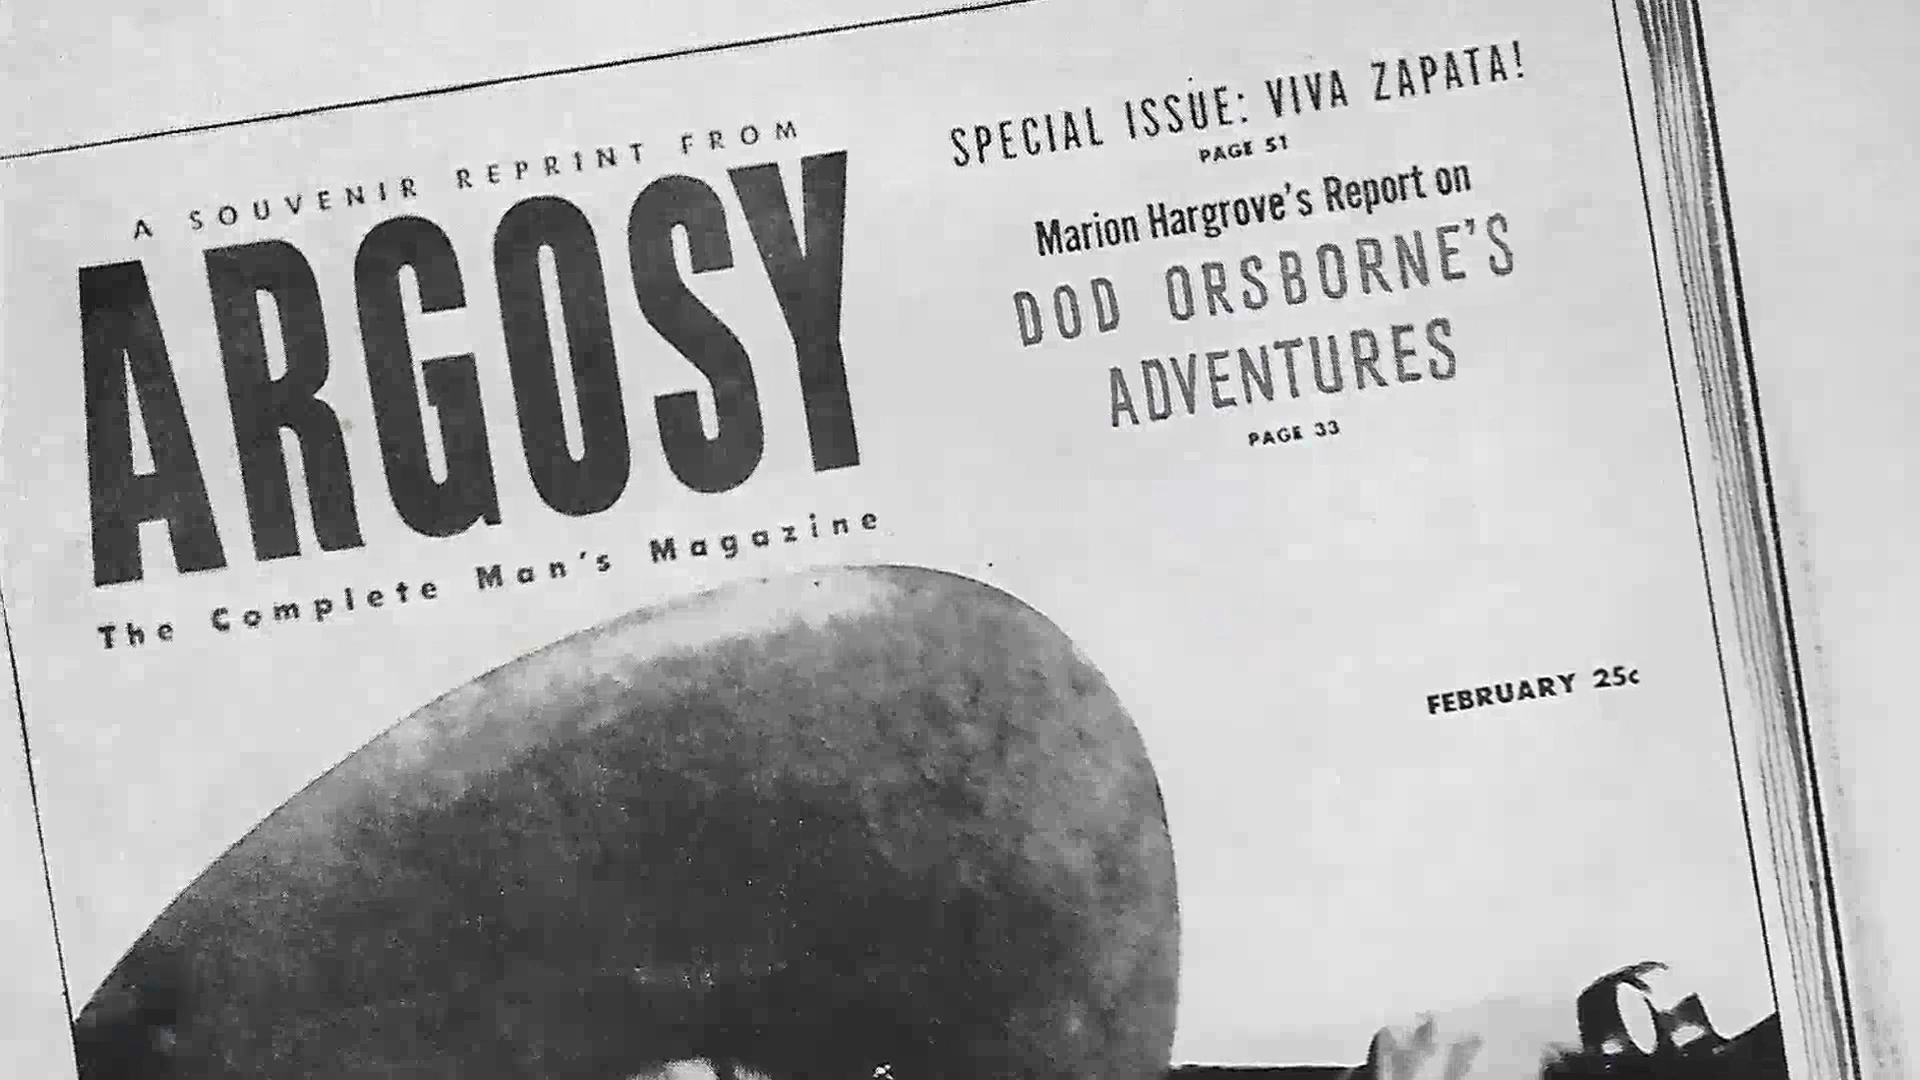 A SOUVENIR REPRINT FROM
ARGOSY
The Complete Man's Magazine
SPECIAL ISSUE: VIVA ZAPATA!
PAGE 51
Marion Hargrove's Report on
DOD ORSBORNE'S
ADVENTURES
PAGE 33
FEBRUARY 25c